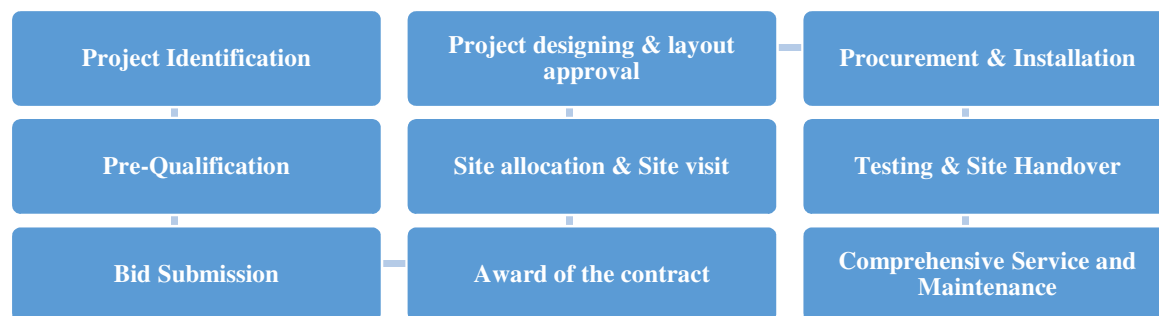 Project Identification
Pre-Qualification
Bid Submission
Award of the contract
Site allocation & Site visit
Project designing & layout
approval
Procurement & Installation
Testing & Site Handover
Comprehensive Service and
Maintenance